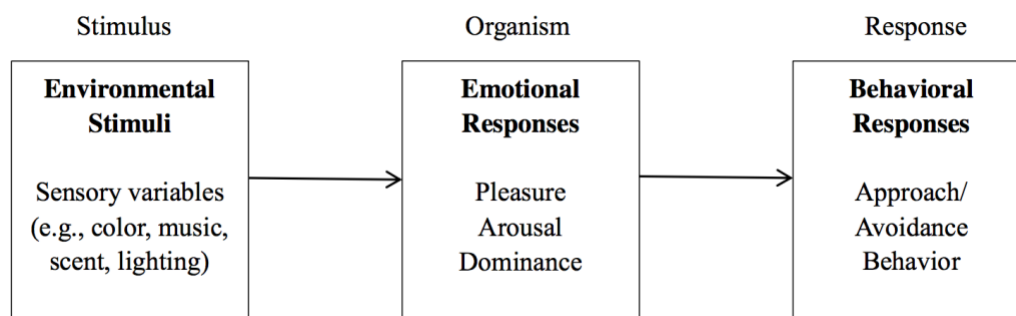 Stimulus
Organism
Response
Environmental
Stimuli
Sensory variables
(e.g., color, music,
scent, lighting)
Emotional
Responses
Pleasure
Arousal
Dominance
Behavioral
Responses
Approach/
Avoidance
Behavior